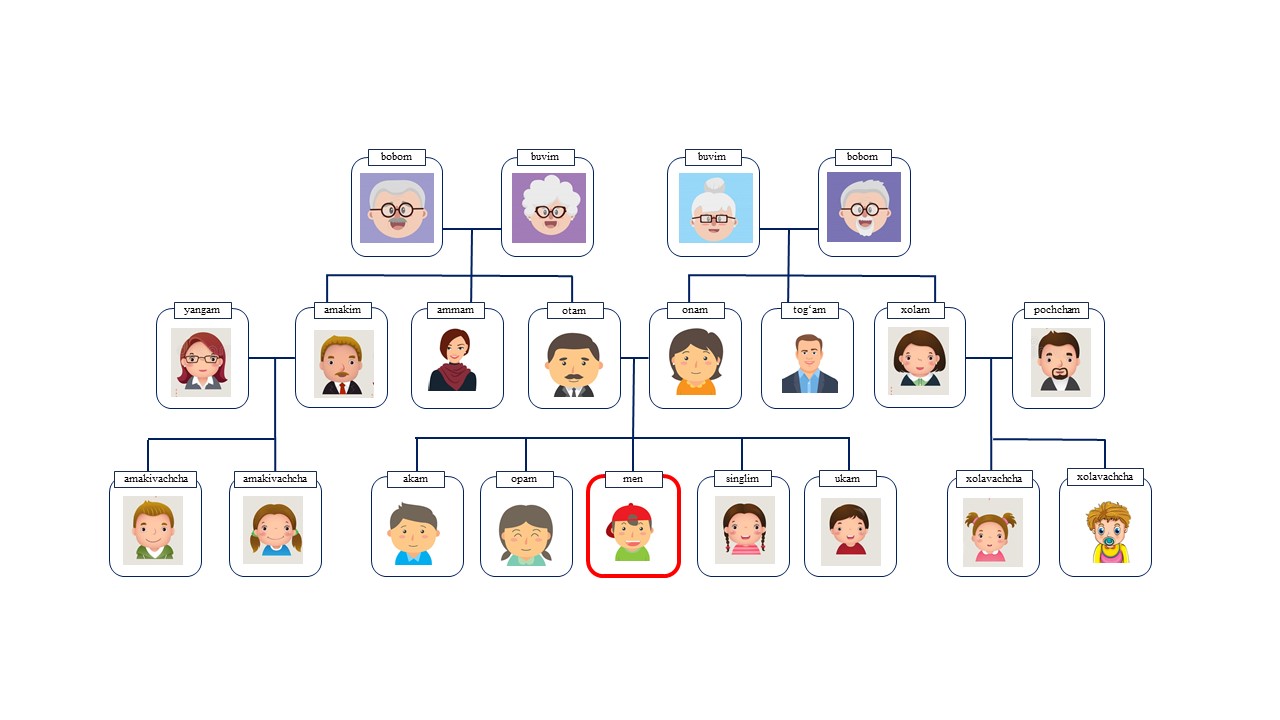 bobom
buvim
buvim
bobom
yangam
amakim
ammam
otam
onam
tog‘am
xolam
pochcham
amakivachcha
amakivachcha
akam
opam
men
singlim
ukam
xolavachcha
xolavachcha